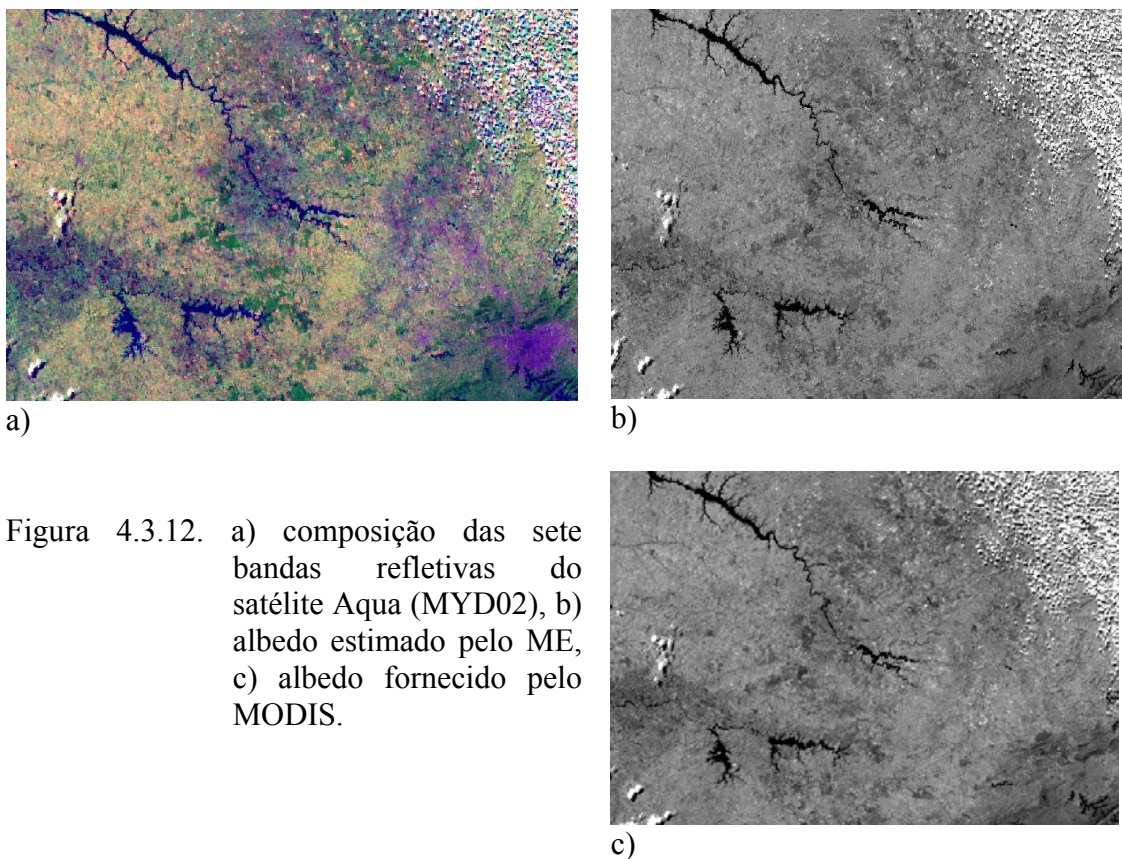 a)
b)
Figura 4.3.12. a) composição das sete
bandas refletivas do
satélite Aqua (MYD02), b)
albedo estimado pelo ME,
c) albedo fornecido pelo
MODIS.
c)